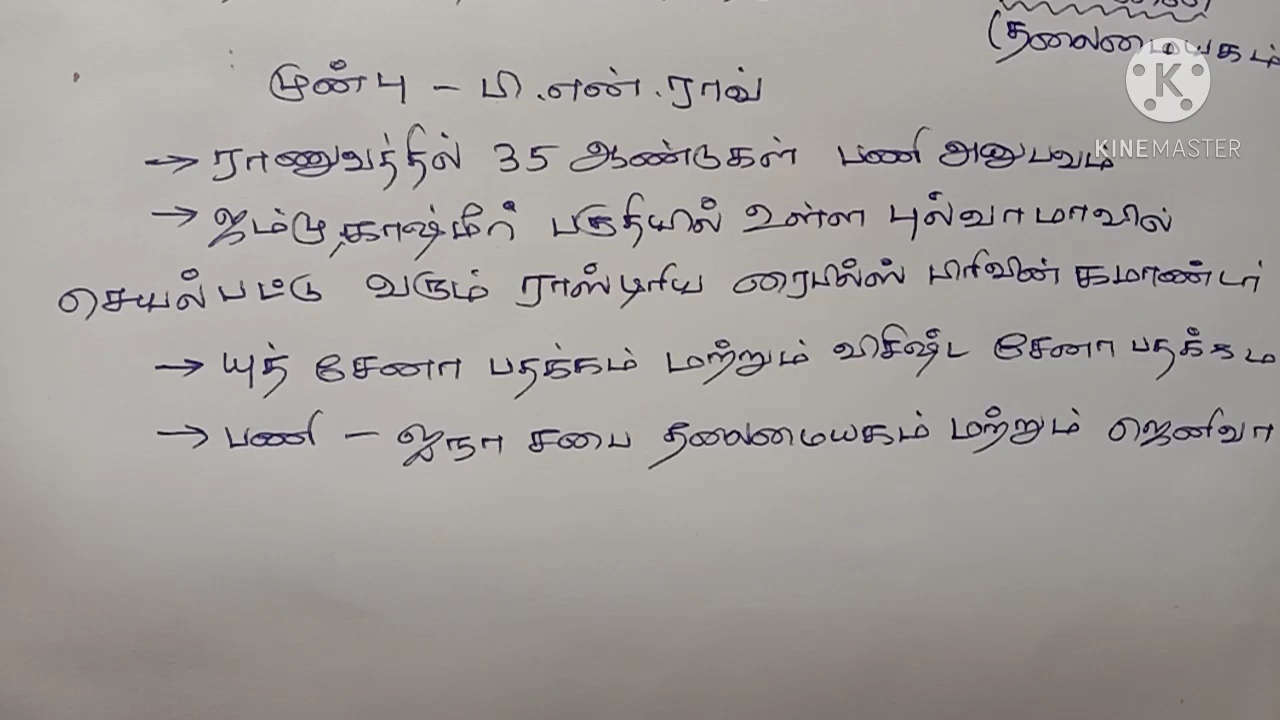 (தலைமையகம்
முன்பு - பி.என்.ராவ்
→ ராணுவத்தில் 35 ஆண்டுகள் பணி அனுபவம்
→ ஜம்மு,காஷ்மீர் பகுதியில் உள்ள புல்வாமாவில்
செயல்பட்டு வரும் ராஸ்டிரிய ரைபில்ஸ் பிரிவின் கமாண்டர்
→ யுத் சேனா பதக்கம் மற்றும் விசிஷ்ட சேனா பதக்கம
→ பணி - ஐநா சபை தலைமையகம் மற்றும் ஜெனிவா
KINEMASTER